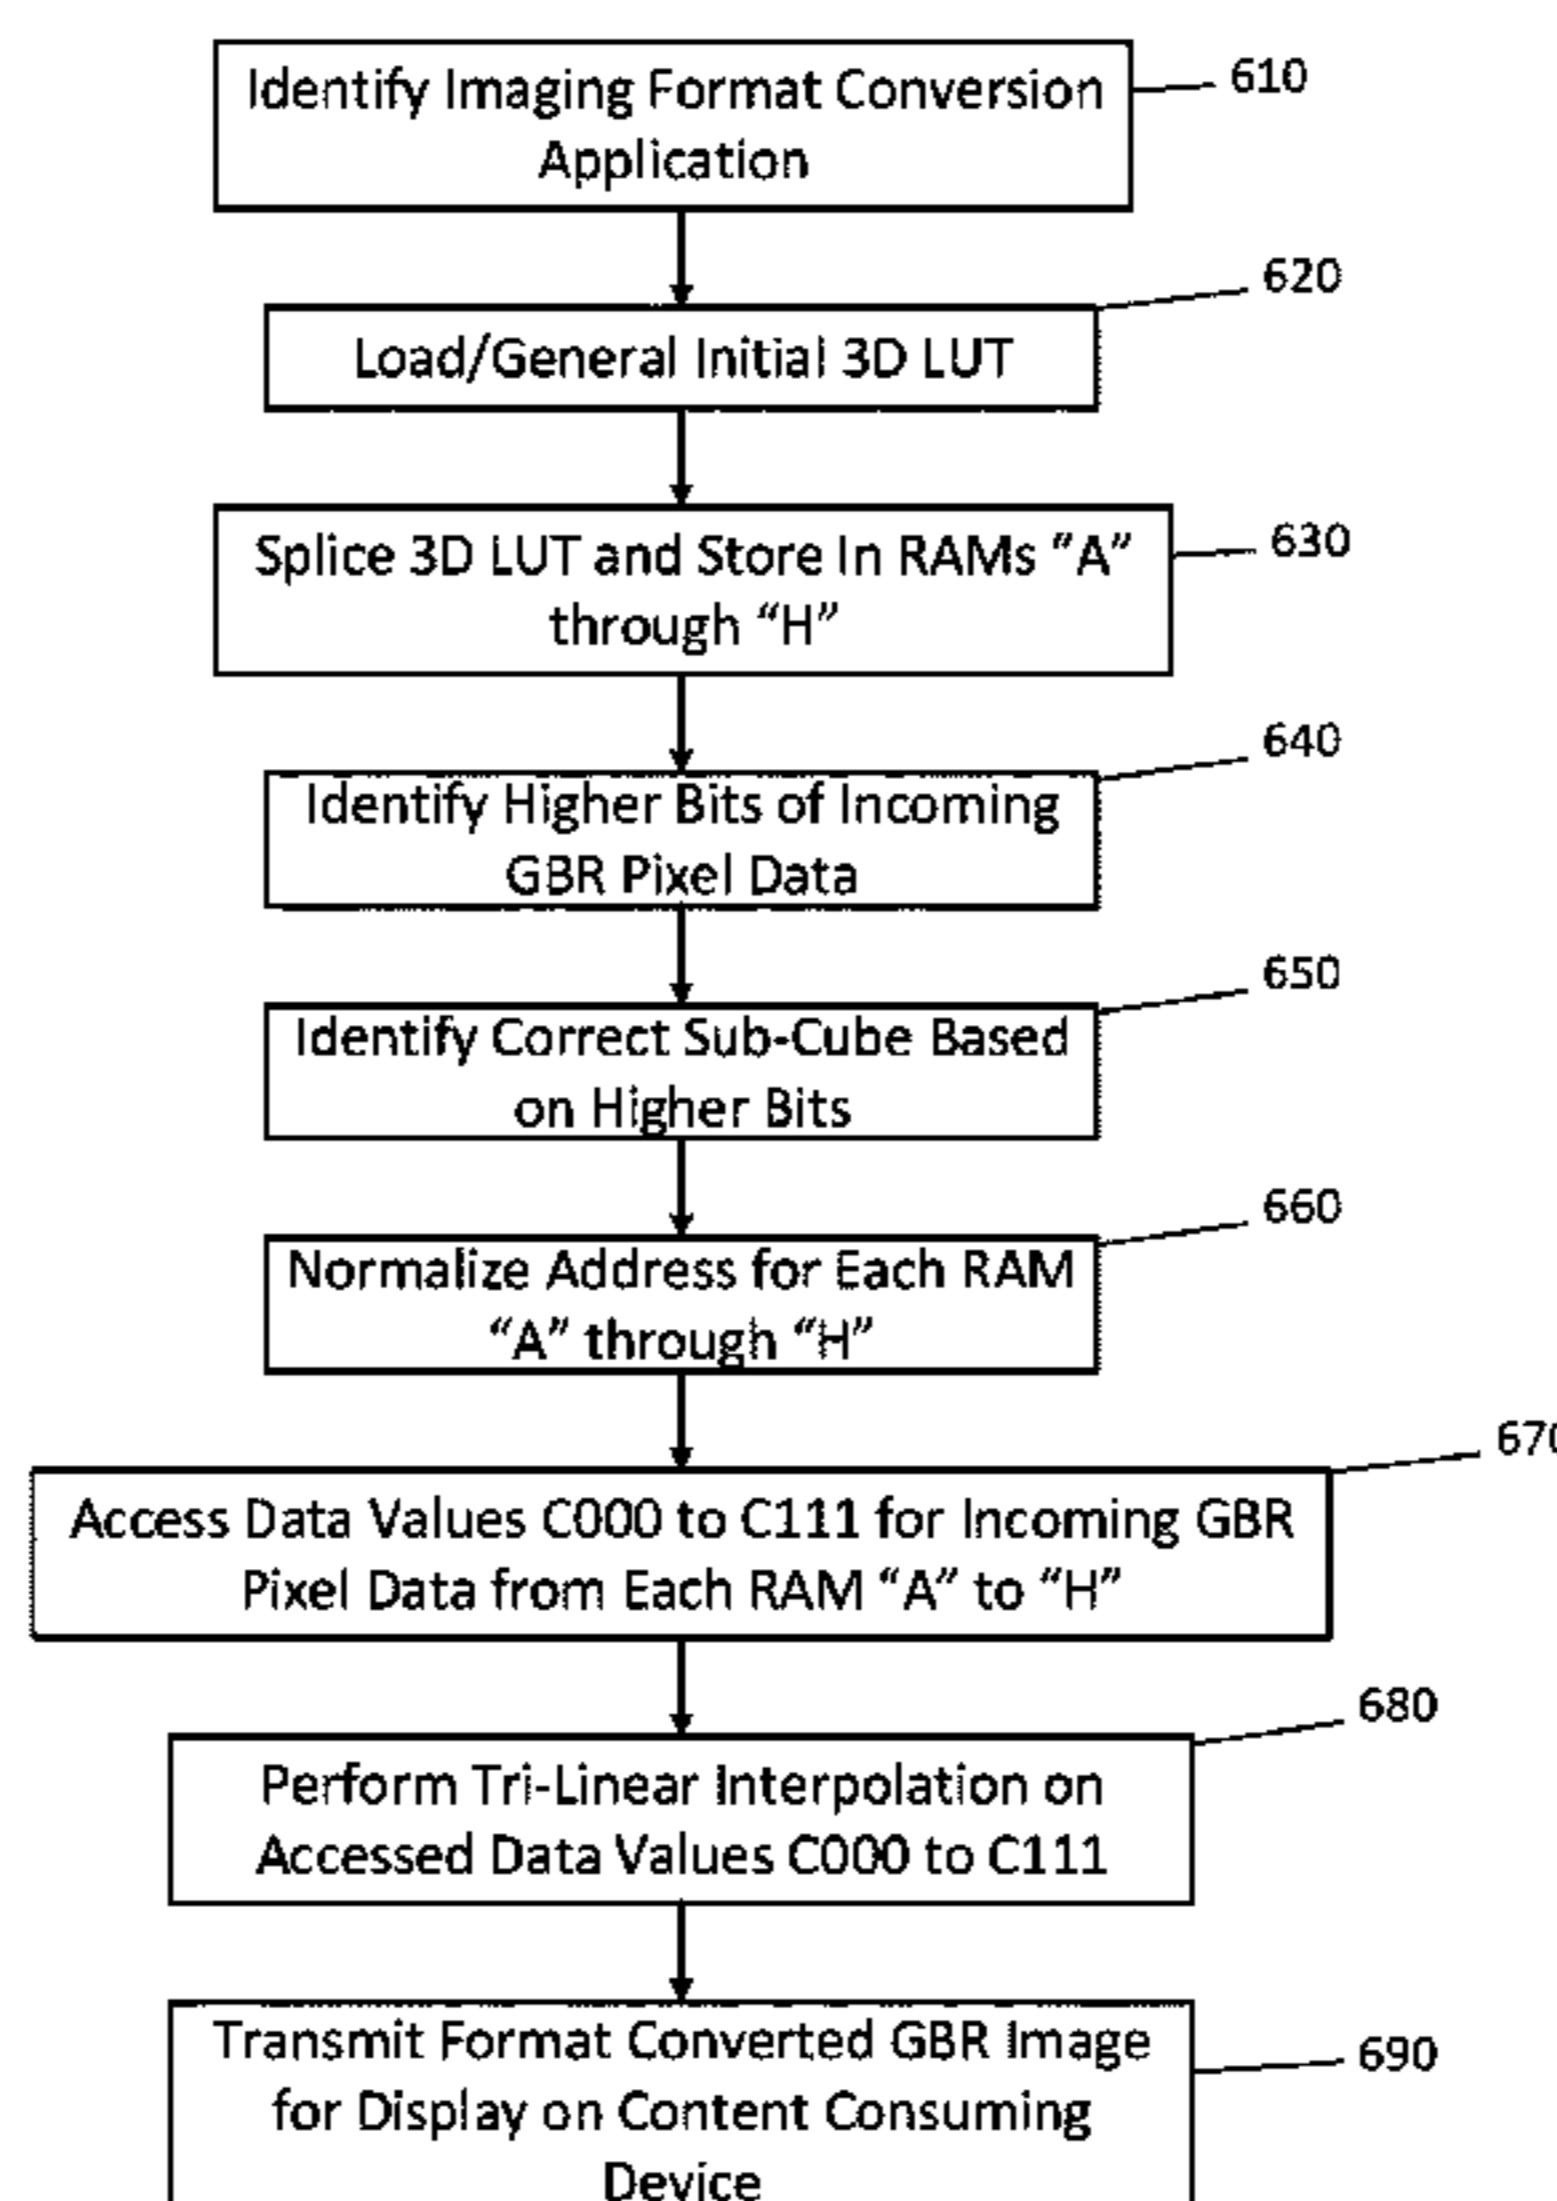 Identify Imaging Format Conversion
Application
610
620
Load/General Initial 3D LUT
Splice 3D LUT and Store In RAMs "A"
through "H"
630
640
Identify Higher Bits of Incoming
GBR Pixel Data
650
Identify Correct Sub-Cube Based
on Higher Bits
660
Normalize Address for Each RAM
"A" through "H"
670
Access Data Values C000 to C111 for Incoming GBR
Pixel Data from Each RAM "A" to "H"
680
Perform Tri-Linear Interpolation on
Accessed Data Values C000 to C111
Transmit Format Converted GBR Image
for Display on Content Consuming
Device
690